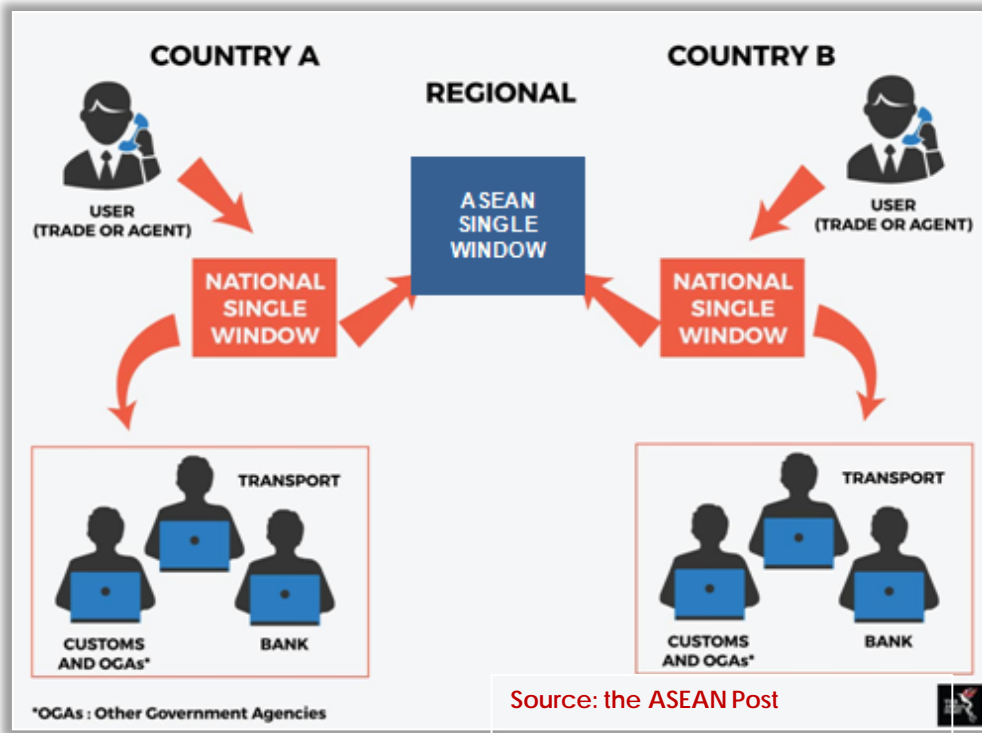 COUNTRY A
COUNTRY B
REGIONAL
USER
(TRADE OR AGENT)
USER
(TRADE OR AGENT)
ASEAN
SINGLE
WINDOW
NATIONAL
SINGLE
WINDOW
NATIONAL
SINGLE
WINDOW
TRANSPORT
CUSTOMS
AND OGAs*
BANK
TRANSPORT
CUSTOMS
AND OGAs*
BANK
*OGAs : Other Government Agencies
Source: the ASEAN Post